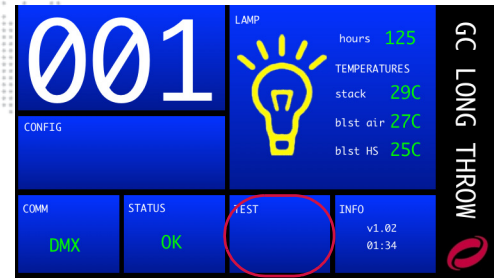 001
LAMP
hours 125
TEMPERATURES
stack 29C
blst air 27C
blst HS 25C
CONFIG
COMM
DMX
STATUS
OK
TEST
INFO
v1.02
01:34
GC LONG THROW